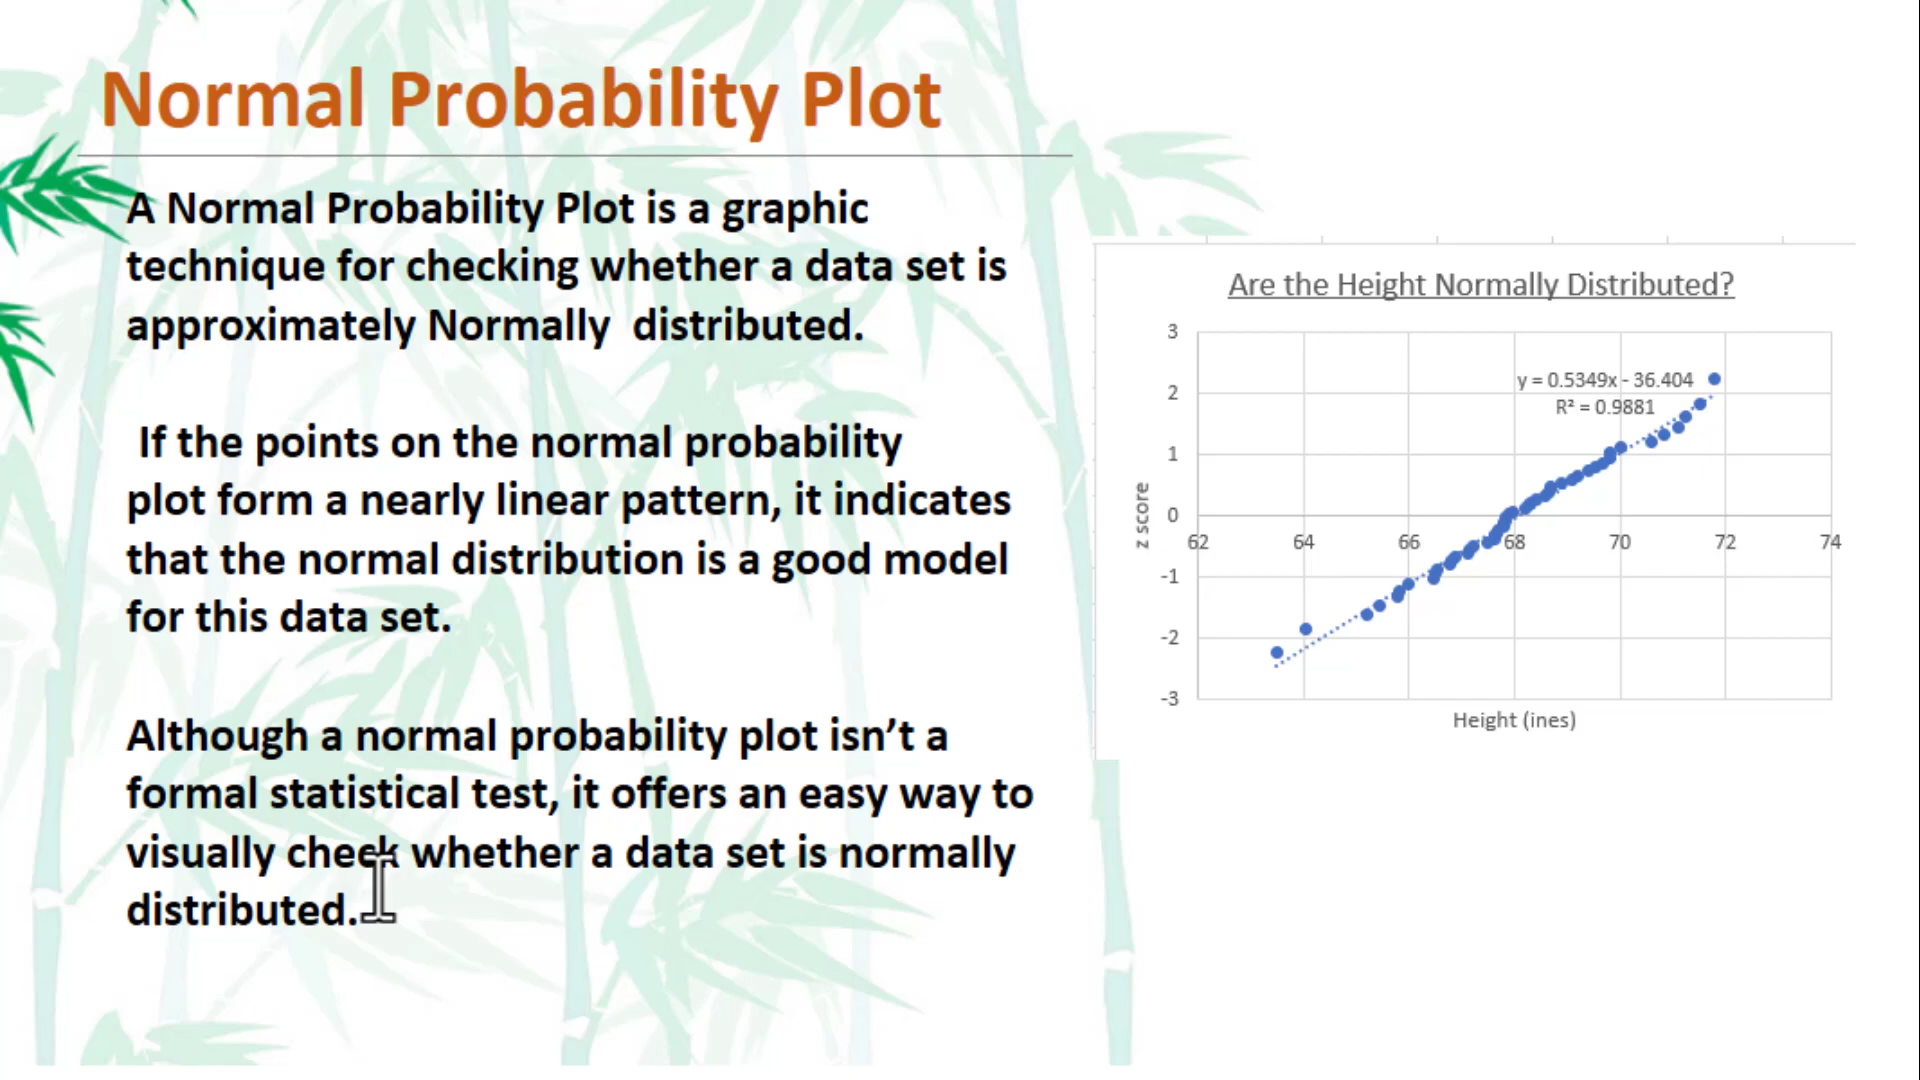 Normal Probability Plot
A Normal Probability Plot is a graphic
technique for checking whether a data set is
approximately Normally  distributed.
If the points on the normal probability
plot form a nearly linear pattern, it indicates
that the normal distribution is a good model
for this data set.
Although a normal probability plot isn’t a
formal statistical test, it offers an easy way to
visually check whether a data set is normally
distributed.
Are the Height Normally Distributed?
3
y = 0.5349x - 36.404
2
R² = 0.9881
1
z score
0
62 64 66 68 70 72 74
-1
-2
-3
Height (ines)